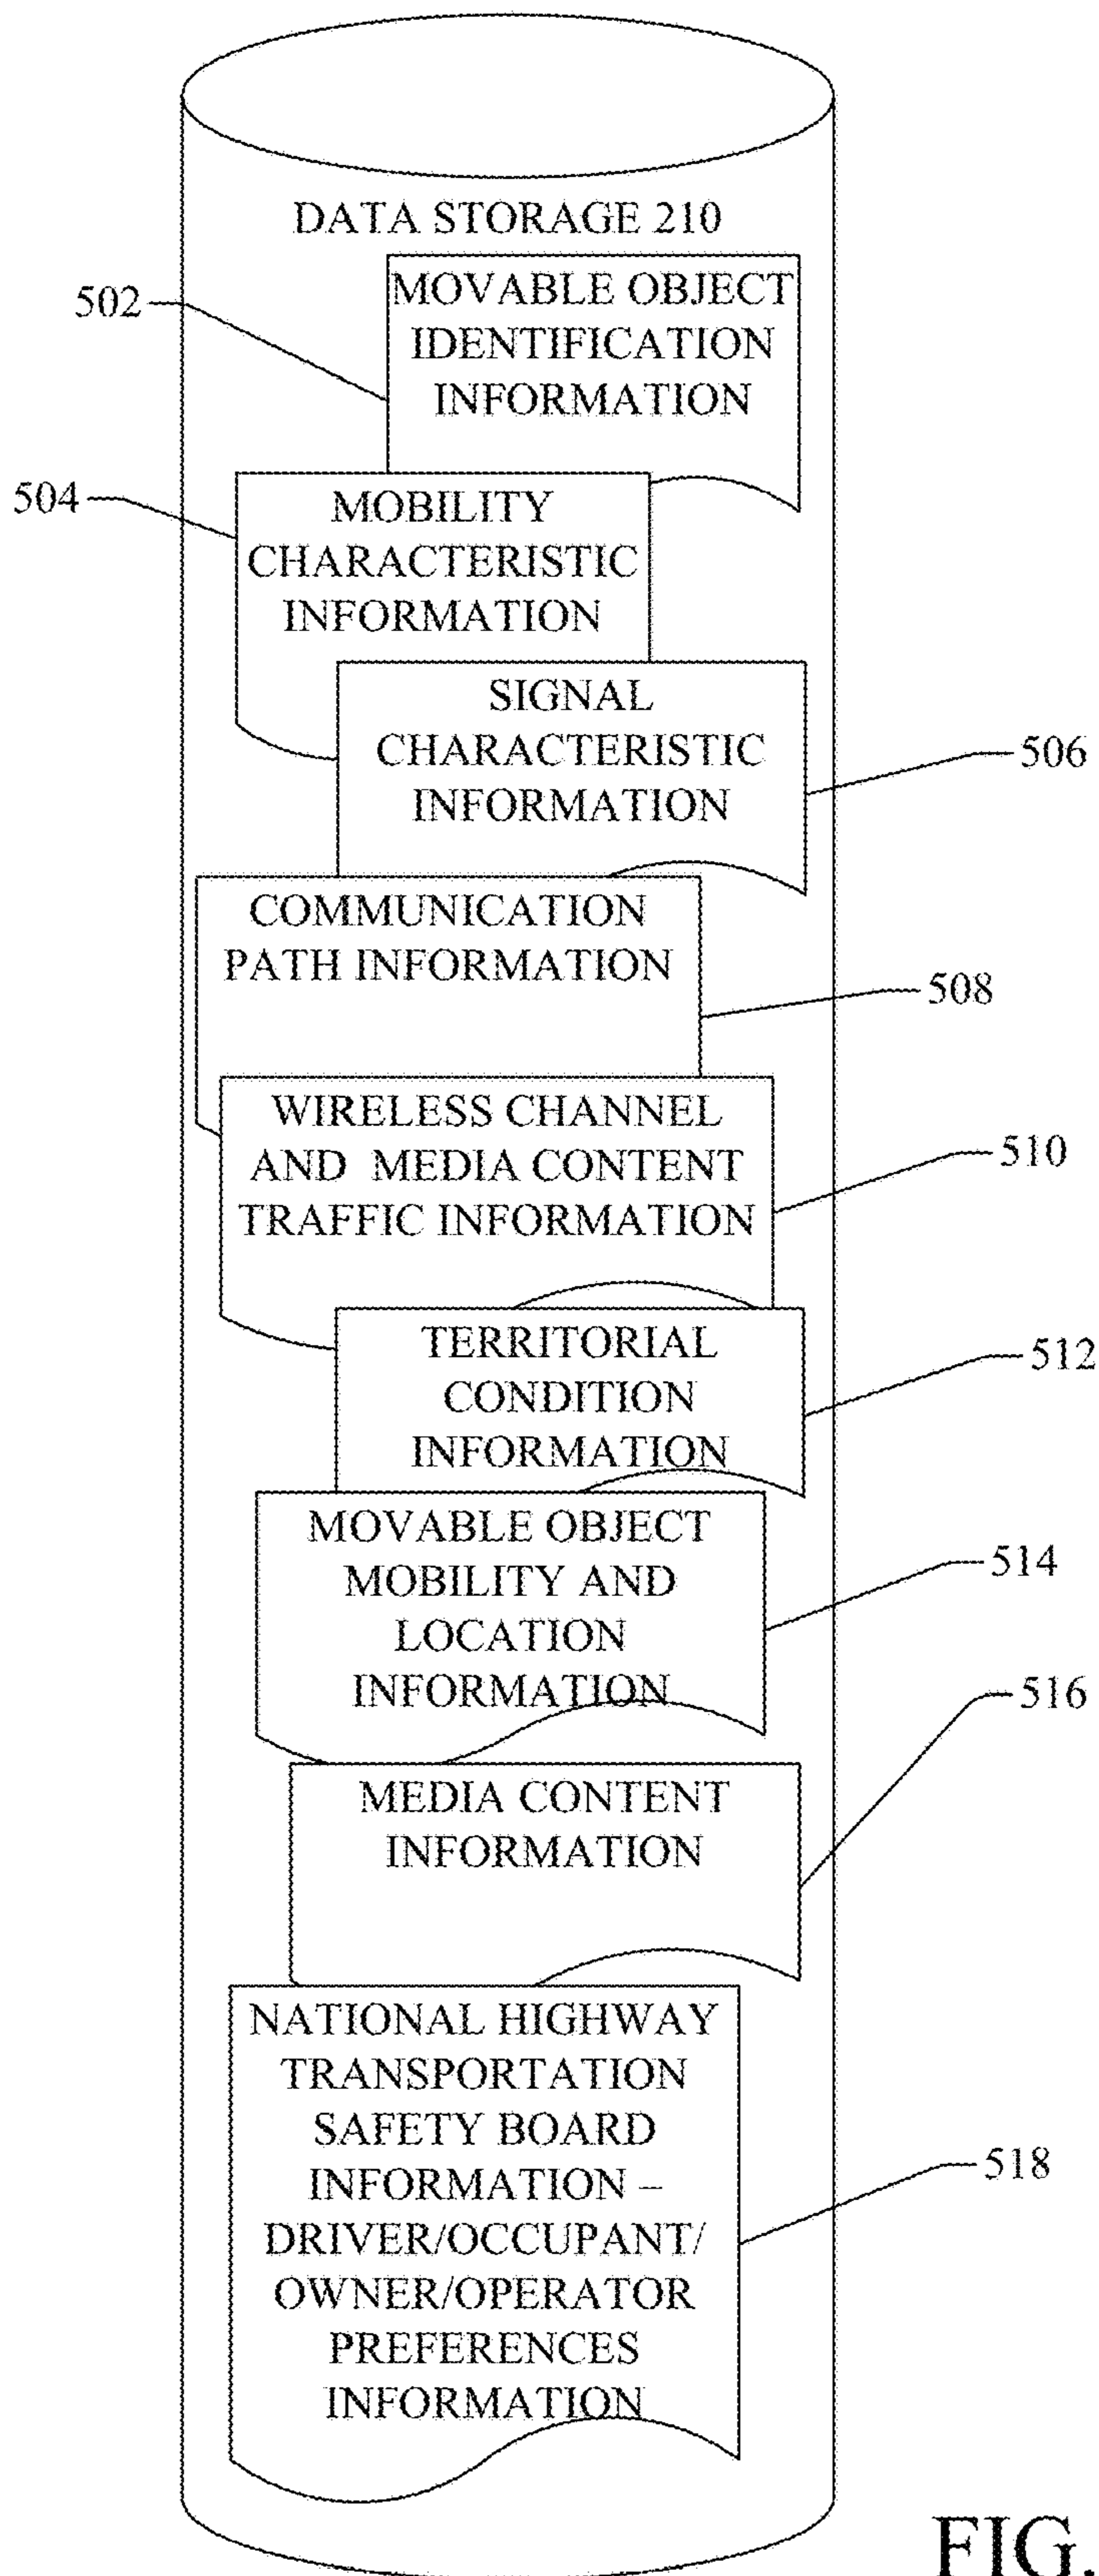 DATA STORAGE 210
502
MOVABLE OBJECT
IDENTIFICATION
INFORMATION
504
MOBILITY
CHARACTERISTIC
INFORMATION
SIGNAL
CHARACTERISTIC
INFORMATION
506
COMMUNICATION
PATH INFORMATION
508
WIRELESS CHANNEL
AND MEDIA CONTENT
TRAFFIC INFORMATION
510
TERRITORIAL
CONDITION
INFORMATION
512
MOVABLE OBJECT
MOBILITY AND
LOCATION
INFORMATION
514
516
MEDIA CONTENT
INFORMATION
NATIONAL HIGHWAY
TRANSPORTATION
SAFETY BOARD
INFORMATION –
DRIVER/OCCUPANT/
OWNER/OPERATOR
PREFERENCES
INFORMATION
518
FIG.